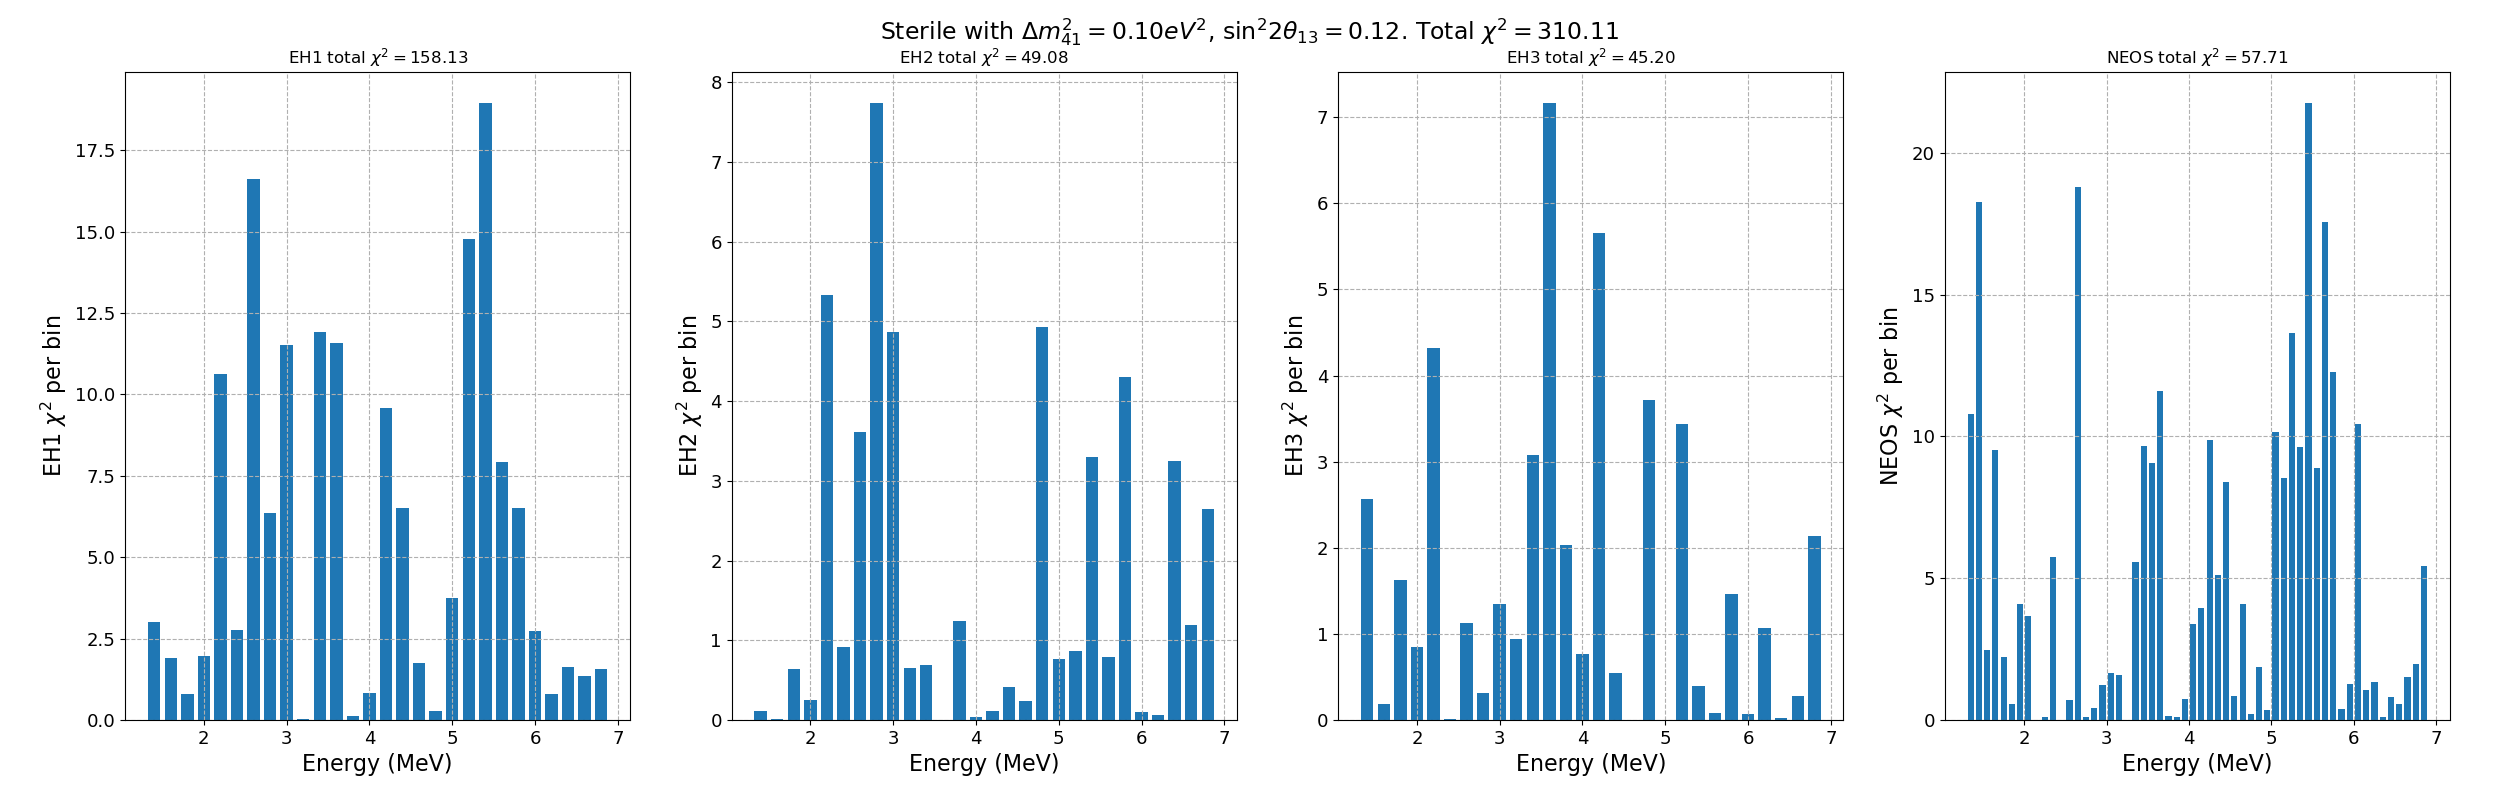 Sterile with Δm²₄₁ = 0.10eV², sin²2θ₁₃ = 0.12. Total χ² = 310.11
EH1 total χ² = 158.13
EH2 total χ² = 49.08
EH3 total χ² = 45.20
NEOS total χ² = 57.71
EH1 χ² per bin
17.5
15.0
12.5
10.0
7.5
5.0
2.5
0.0
2 3 4 5 6 7
Energy (MeV)
EH2 χ² per bin
8
7
6
5
4
3
2
1
0
2 3 4 5 6 7
Energy (MeV)
EH3 χ² per bin
7
6
5
4
3
2
1
0
2 3 4 5 6 7
Energy (MeV)
NEOS χ² per bin
20
15
10
5
0
2 3 4 5 6 7
Energy (MeV)